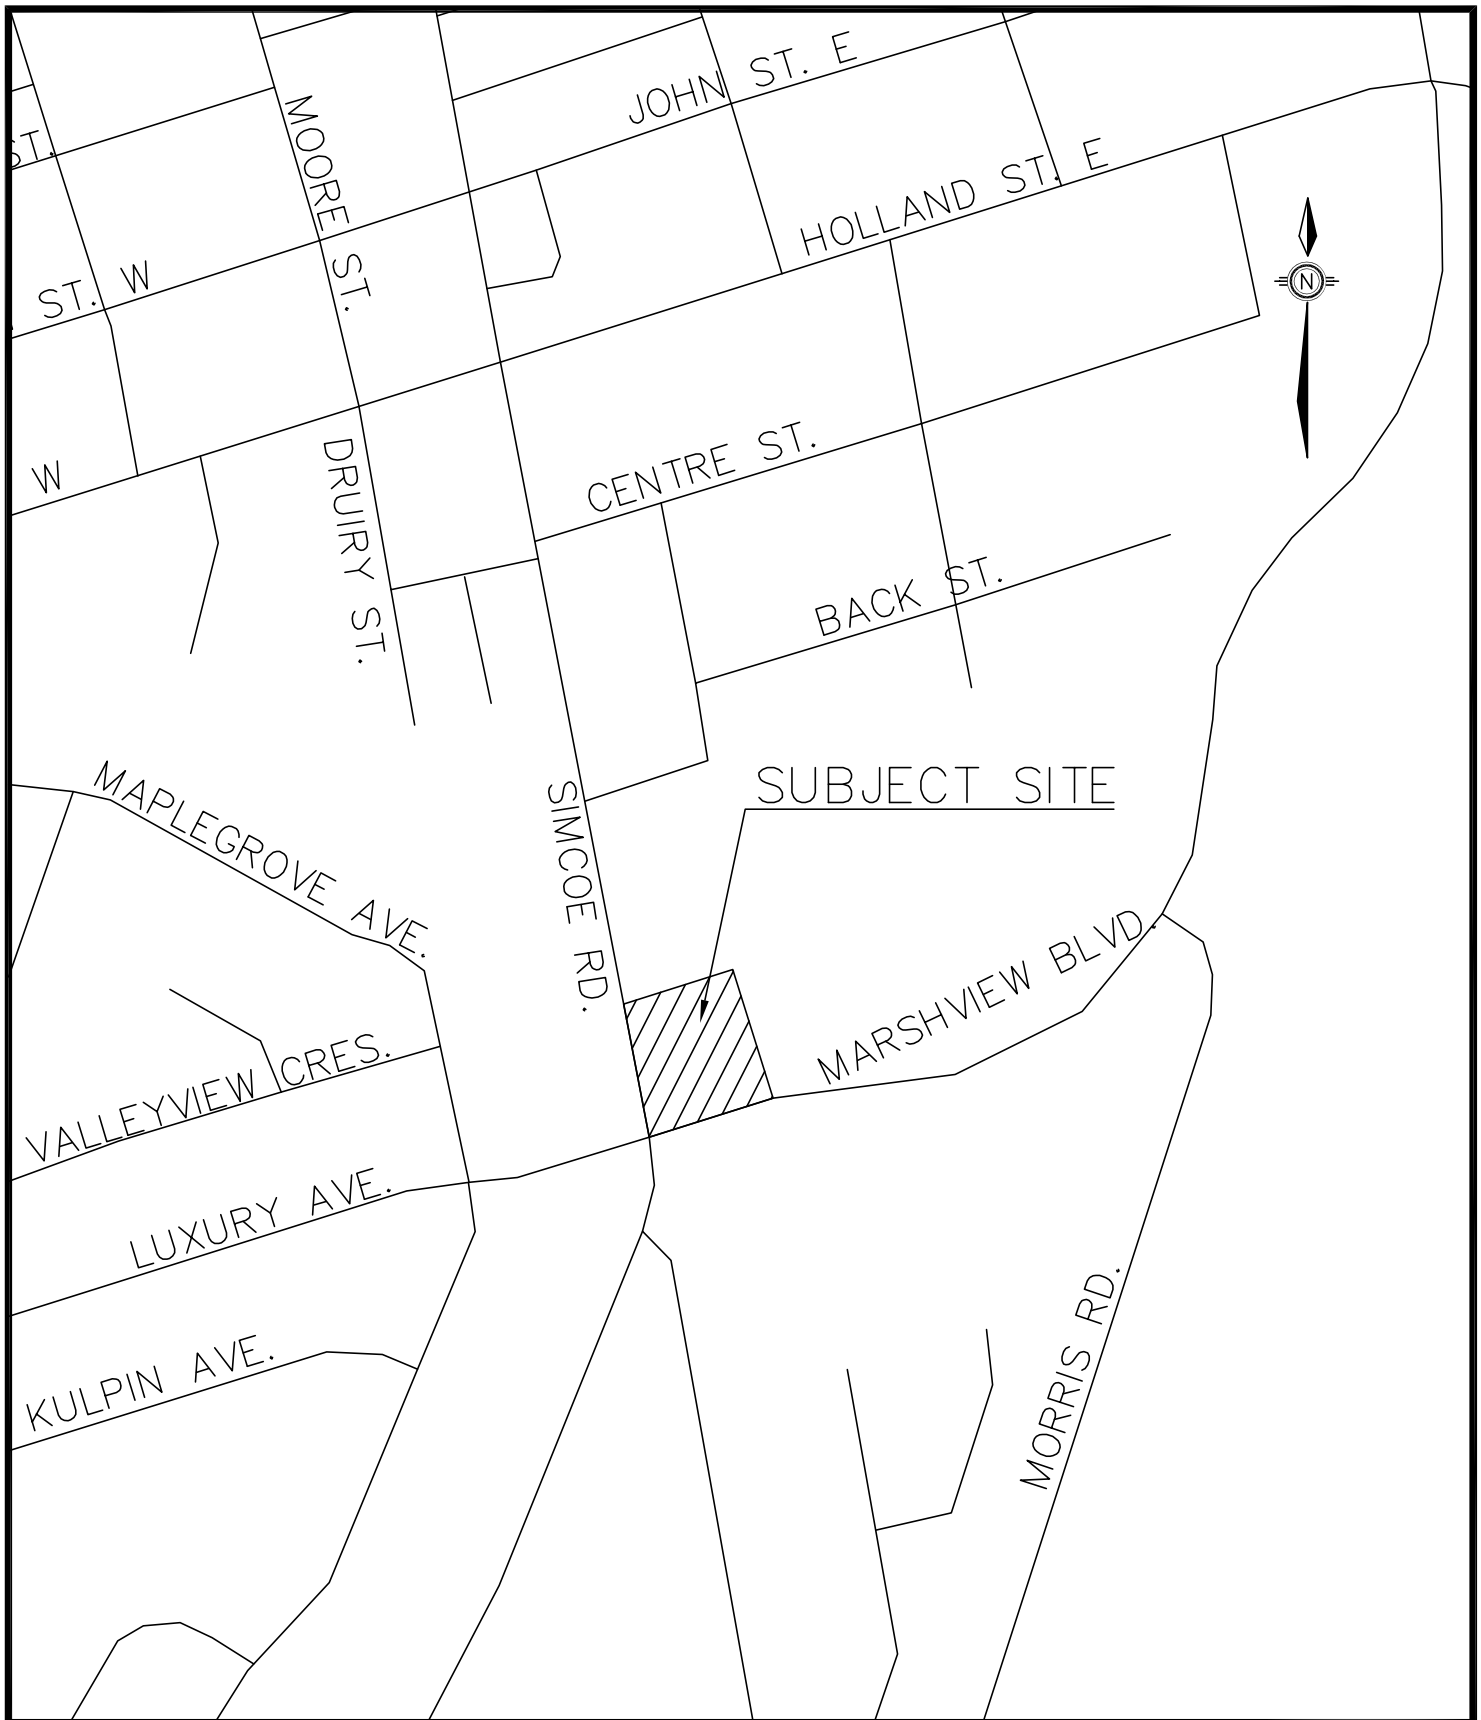 JOHN ST. E
MOORE ST.
ST.
HOLLAND ST. E
ST. W
N
W
DRUIRY ST.
CENTRE ST.
BACK ST.
SUBJECT SITE
MAPLEGROVE AVE.
SIMCOE RD.
MARSHVIEW BLVD.
VALLEYVIEW CRES.
LUXURY AVE.
MORRIS RD.
KULPIN AVE.